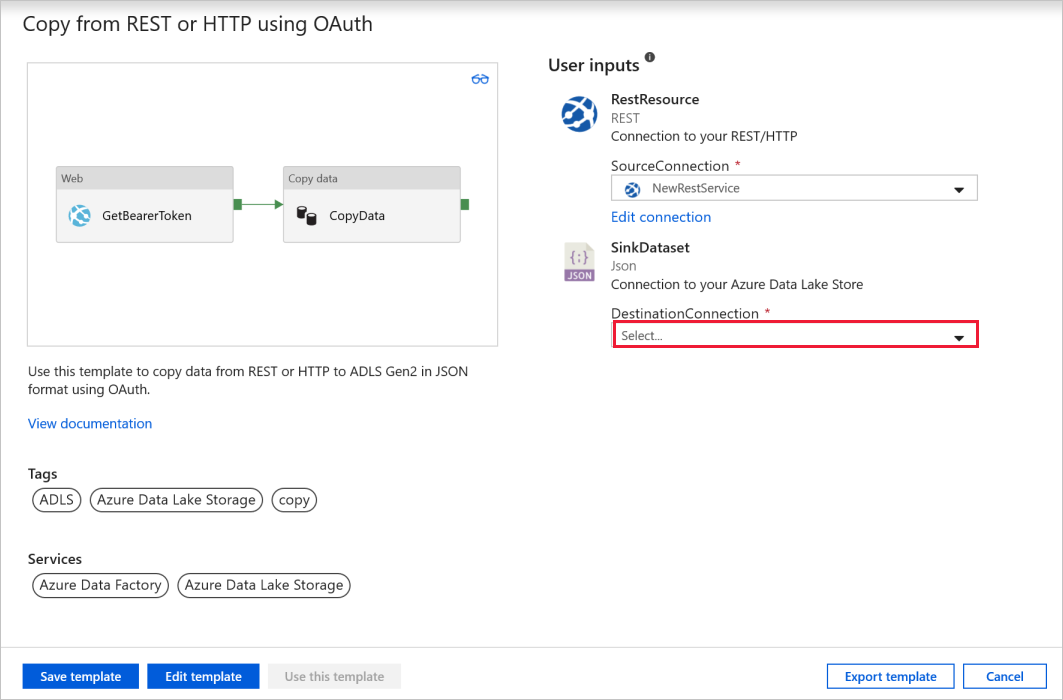 Copy from REST or HTTP using OAuth
Web
GetBearerToken
Copy data
CopyData
Use this template to copy data from REST or HTTP to ADLS Gen2 in JSON
format using OAuth.
View documentation
Tags
ADLS
Azure Data Lake Storage
copy
Services
Azure Data Factory
Azure Data Lake Storage
User inputs
RestResource
REST
Connection to your REST/HTTP
SourceConnection *
NewRestService
Edit connection
{:}
JSON
SinkDataset
Json
Connection to your Azure Data Lake Store
DestinationConnection *
Select...
Save template
Edit template
Use this template
Export template
Cancel